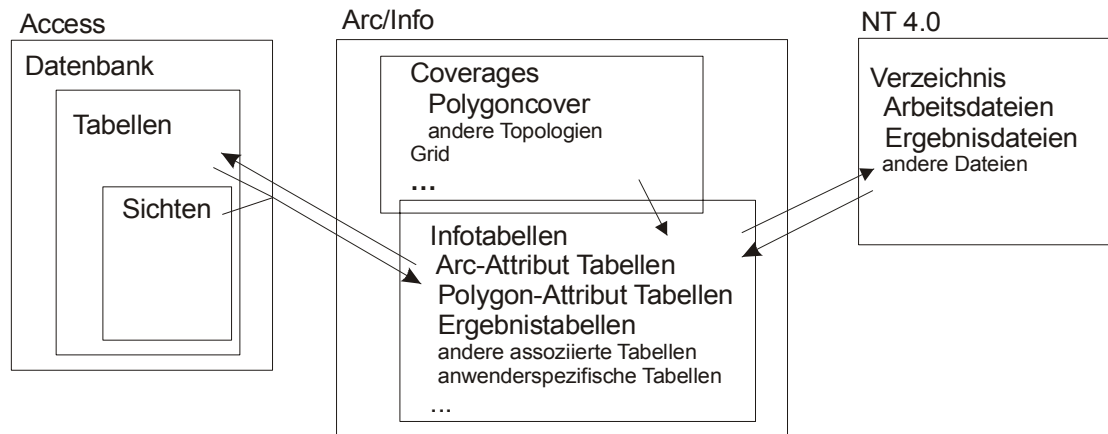 Access
Datenbank
Tabellen
Sichten
Arc/Info
Coverages
Polygoncover
andere Topologien
Grid
...
Infotabellen
Arc-Attribut Tabellen
Polygon-Attribut Tabellen
Ergebnistabellen
andere assoziierte Tabellen
anwenderspezifische Tabellen
...
NT 4.0
Verzeichnis
Arbeitsdateien
Ergebnisdateien
andere Dateien